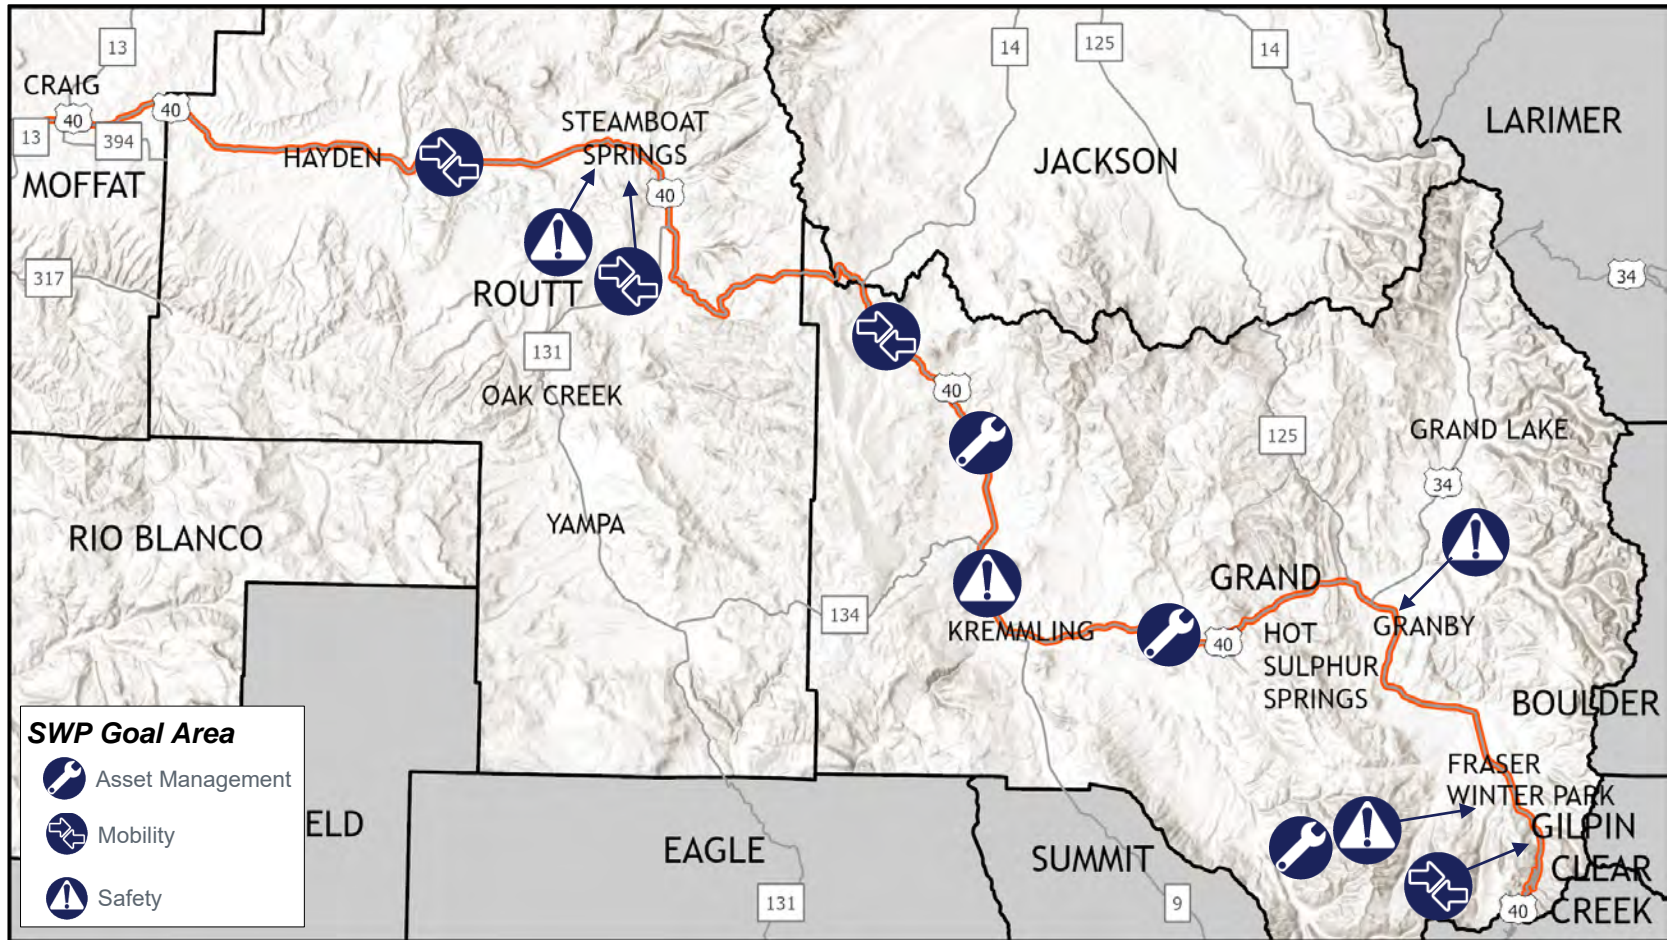 13
14
125
14
CRAIG
40
40
13
394
LARIMER
STEAMBOAT
SPRINGS
HAYDEN
JACKSON
MOFFAT
40
317
34
ROUTT
131
40
OAK CREEK
125
GRAND LAKE
34
YAMPA
RIO BLANCO
GRAND
134
KREMMLING
40
HOT
SULPHUR
SPRINGS
GRANBY
BOULDER
SWP Goal Area
Asset Management
Mobility
Safety
ELD
FRASER
WINTER PARK
GILPIN
EAGLE
SUMMIT
CLEAR
CREEK
131
9
40